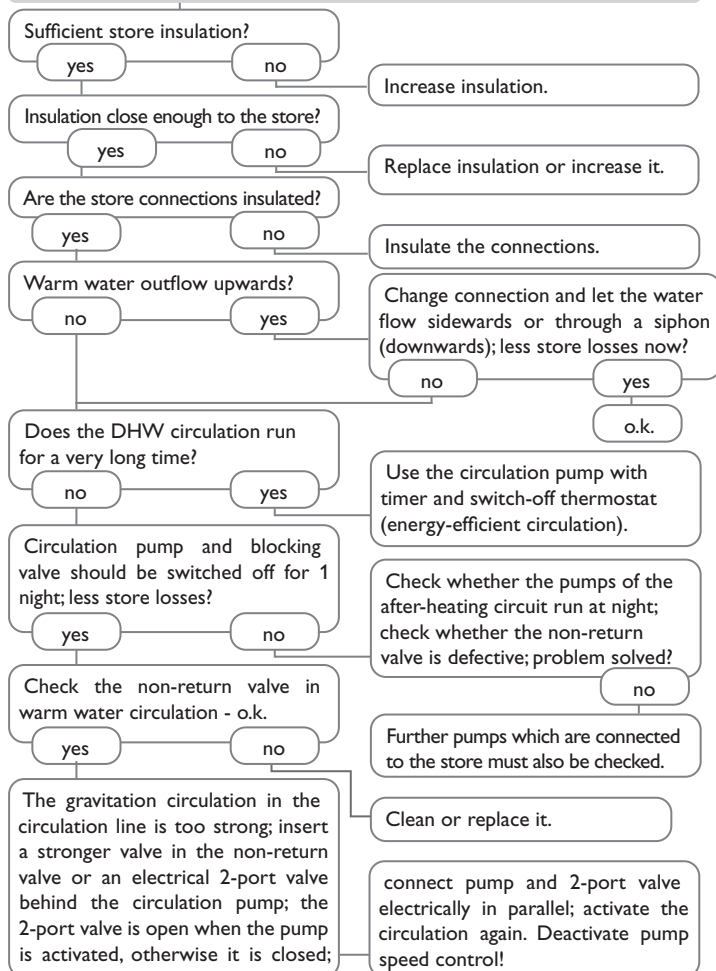 Sufficient store insulation?
yes
no
Increase insulation.
Insulation close enough to the store?
yes
no
Replace insulation or increase it.
Are the store connections insulated?
yes
no
Insulate the connections.
Warm water outflow upwards?
no
yes
Change connection and let the water
flow sidewards or through a siphon
(downwards); less store losses now?
no
yes
o.k.
Does the DHW circulation run
for a very long time?
no
yes
Use the circulation pump with
timer and switch-off thermostat
(energy-efficient circulation).
Circulation pump and blocking
valve should be switched off for 1
night; less store losses?
yes
no
Check whether the pumps of the
after-heating circuit run at night;
check whether the non-return
valve is defective; problem solved?
no
Further pumps which are connected
to the store must also be checked.
Check the non-return valve in
warm water circulation - o.k.
yes
no
Clean or replace it.
The gravitation circulation in the
circulation line is too strong; insert
a stronger valve in the non-return
valve or an electrical 2-port valve
behind the circulation pump; the
2-port valve is open when the pump
is activated, otherwise it is closed;
connect pump and 2-port valve
electrically in parallel; activate the
circulation again. Deactivate pump
speed control!